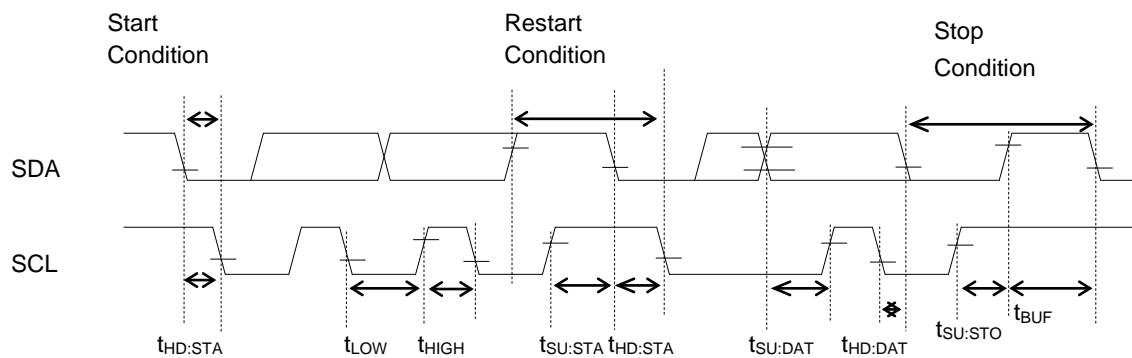 Start
Condition
Restart
Condition
Stop
Condition
SDA
SCL
tHD:STA
tLOW
tHIGH
tSU:STA
tHD:STA
tSU:DAT
tHD:DAT
tSU:STO
tBUF